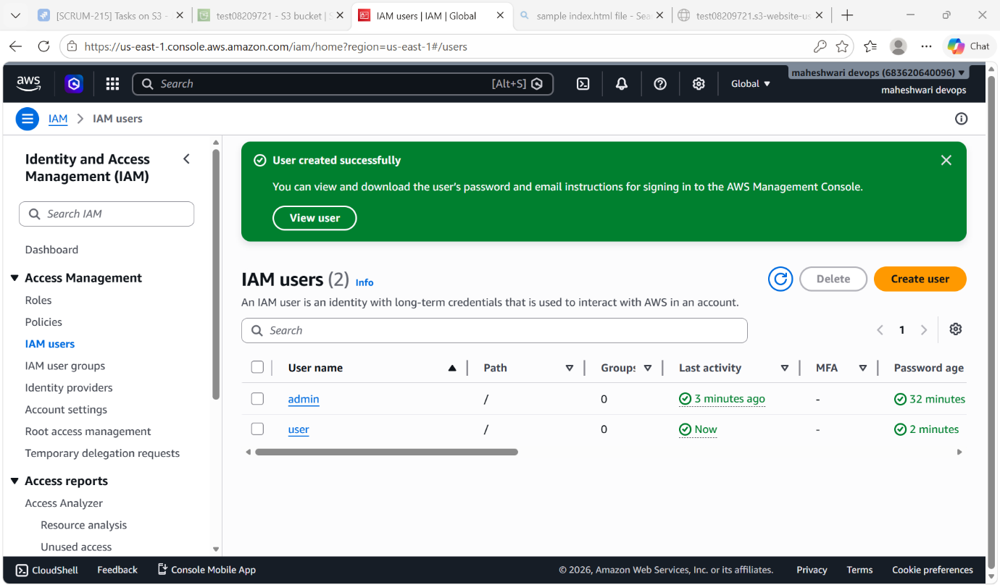 [SCRUM-215] Tasks on S3 -
test08209721 - S3 bucket | S
IAM users | IAM | Global
sample index.html file - Sea
test08209721.s3-website-us
https://us-east-1.console.aws.amazon.com/iam/home?region=us-east-1#/users
Chat
aws
Search
[Alt+S]
Global
maheshwari devops (683620640096)
maheshwari devops
IAM
IAM users
Identity and Access
Management (IAM)
Search IAM
Dashboard
Access Management
Roles
Policies
IAM users
IAM user groups
Identity providers
Account settings
Root access management
Temporary delegation requests
Access reports
Access Analyzer
Resource analysis
Unused access
User created successfully
You can view and download the user's password and email instructions for signing in to the AWS Management Console.
View user
IAM users (2) Info
Delete
Create user
An IAM user is an identity with long-term credentials that is used to interact with AWS in an account.
Search
1
User name Path Groups Last activity MFA Password age
admin / 0 3 minutes ago - 32 minutes
user / 0 Now - 2 minutes
CloudShell Feedback Console Mobile App © 2026, Amazon Web Services, Inc. or its affiliates. Privacy Terms Cookie preferences